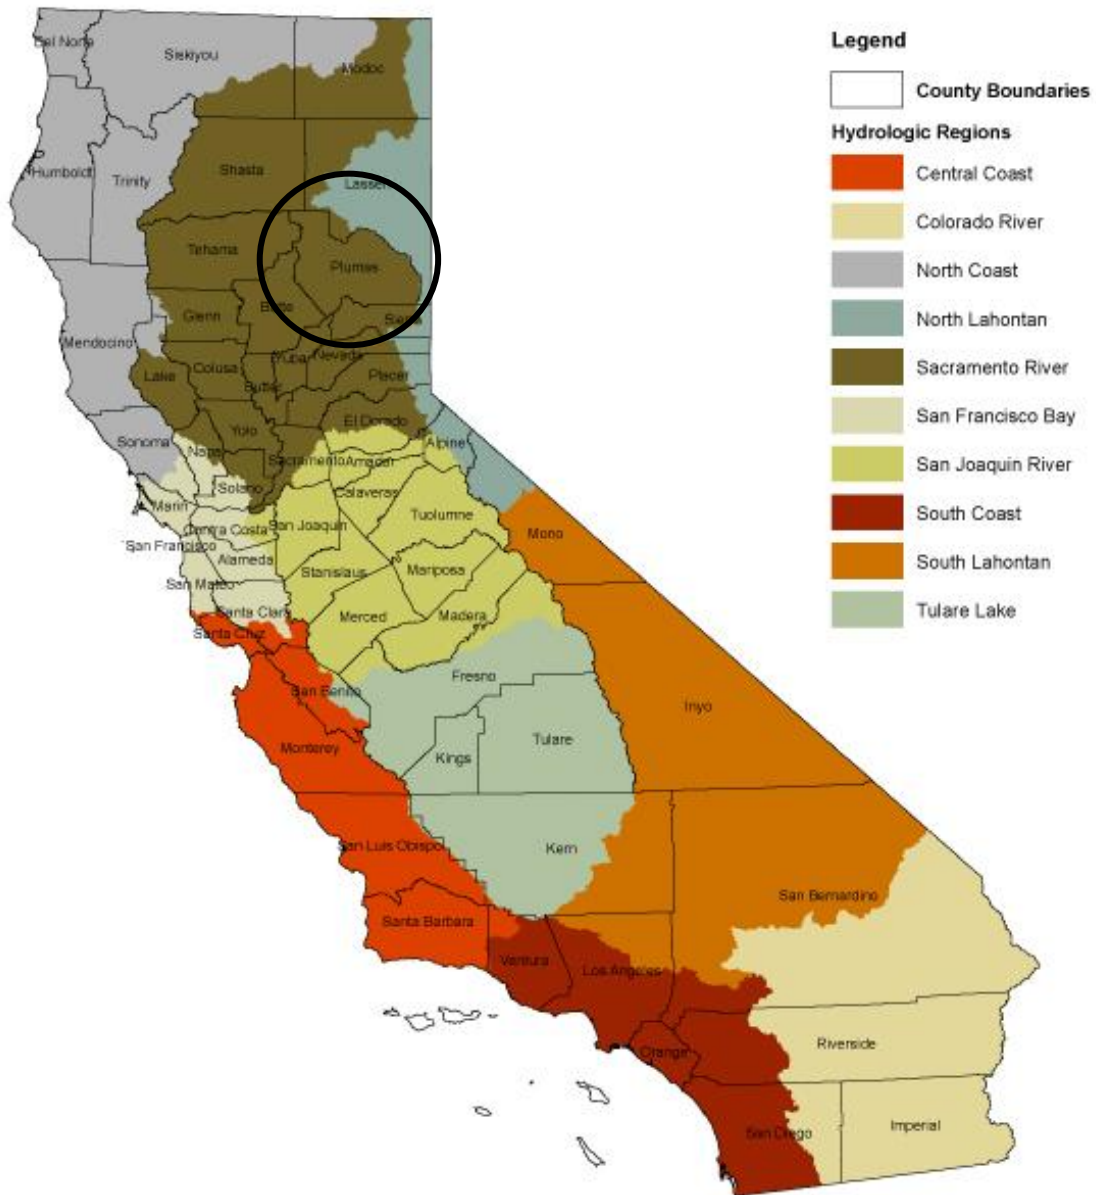 Legend
County Boundaries
Hydrologic Regions
Central Coast
Colorado River
North Coast
North Lahontan
Sacramento River
San Francisco Bay
San Joaquin River
South Coast
South Lahontan
Tulare Lake
Del Norte
Siskiyou
Modoc
Humboldt
Trinity
Shasta
Lassen
Tehama
Plumas
Butte
Glenn
Sierra
Mendocino
Lake
Colusa
Yuba
Nevada
Sutter
Placer
Sonoma
Napa
Yolo
El Dorado
Alpine
Sacramento
Amador
Solano
Marin
Calaveras
Contra Costa
San Joaquin
Tuolumne
San Francisco
Alameda
Mono
San Mateo
Stanislaus
Mariposa
Santa Clara
Merced
Madera
Santa Cruz
San Benito
Fresno
Inyo
Monterey
Kings
Tulare
San Luis Obispo
Kern
San Bernardino
Santa Barbara
Ventura
Los Angeles
Orange
Riverside
San Diego
Imperial